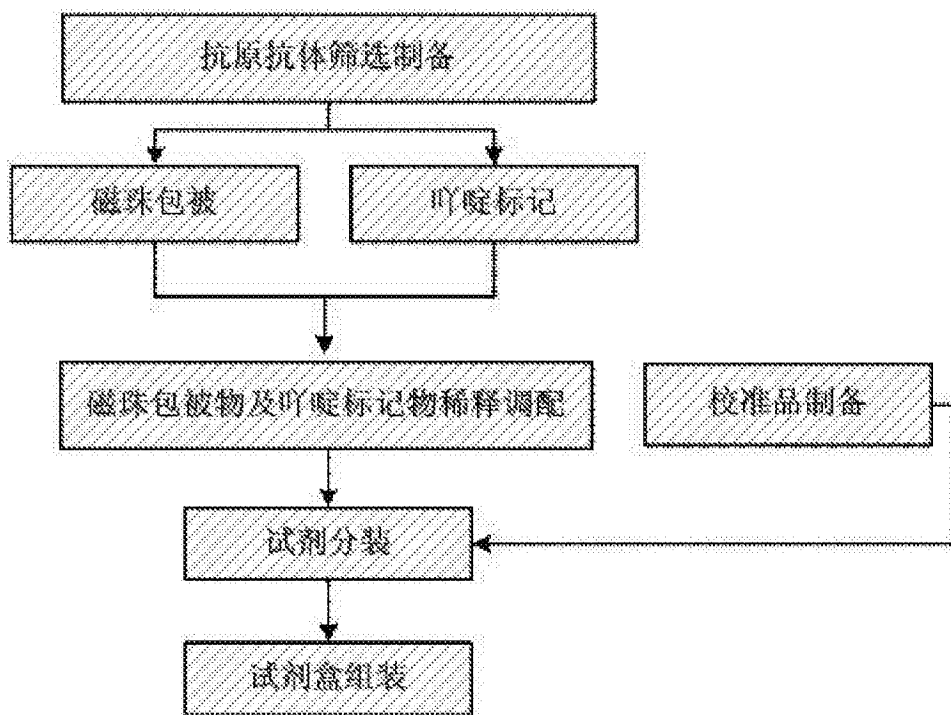 抗原抗体筛选制备
磁珠包被
吖啶标记
磁珠包被物及吖啶标记物稀释调配
校准品制备
试剂分装
试剂盒组装